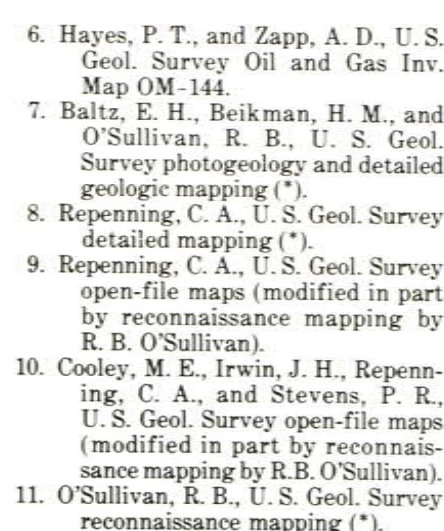 6. Hayes, P. T., and Zapp, A. D., U. S.
Geol. Survey Oil and Gas Inv.
Map OM-144.
7. Baltz, E. H., Beikman, H. M., and
O'Sullivan, R. B., U. S. Geol.
Survey photogeology and detailed
geologic mapping (*).
8. Repenning, C. A., U. S. Geol. Survey
detailed mapping (*).
9. Repenning, C. A., U. S. Geol. Survey
open-file maps (modified in part
by reconnaissance mapping by
R. B. O'Sullivan).
10. Cooley, M. E., Irwin, J. H., Repenn-
ing, C. A., and Stevens, P. R.,
U. S. Geol. Survey open-file maps
(modified in part by reconnais-
sance mapping by R.B. O'Sullivan).
11. O'Sullivan, R. B., U. S. Geol. Survey
reconnaissance mapping (*).